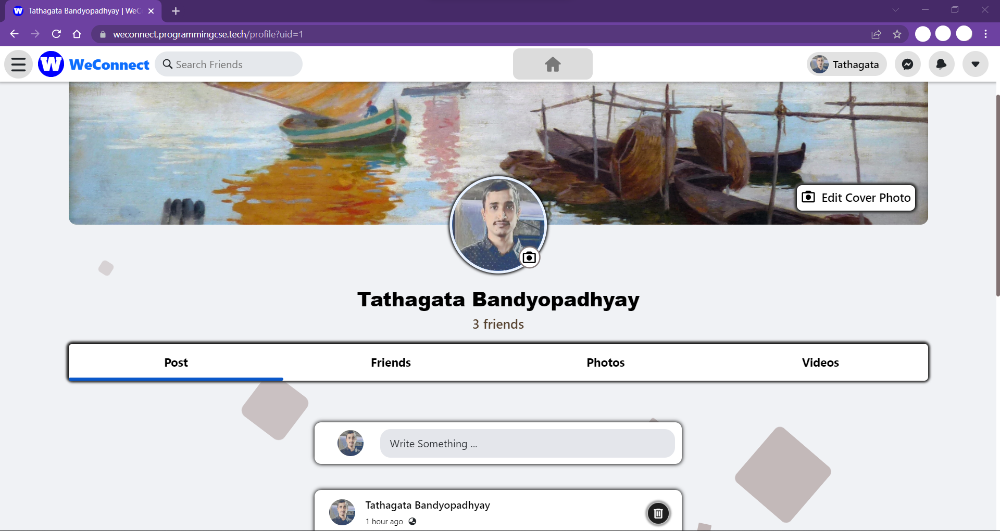 Tathagata Bandyopadhyay | WeC
weconnect.programmingcse.tech/profile?uid=1
W WeConnect Search Friends Tathagata
Edit Cover Photo
Tathagata Bandyopadhyay
3 friends
Post Friends Photos Videos
Write Something ...
Tathagata Bandyopadhyay
1 hour ago